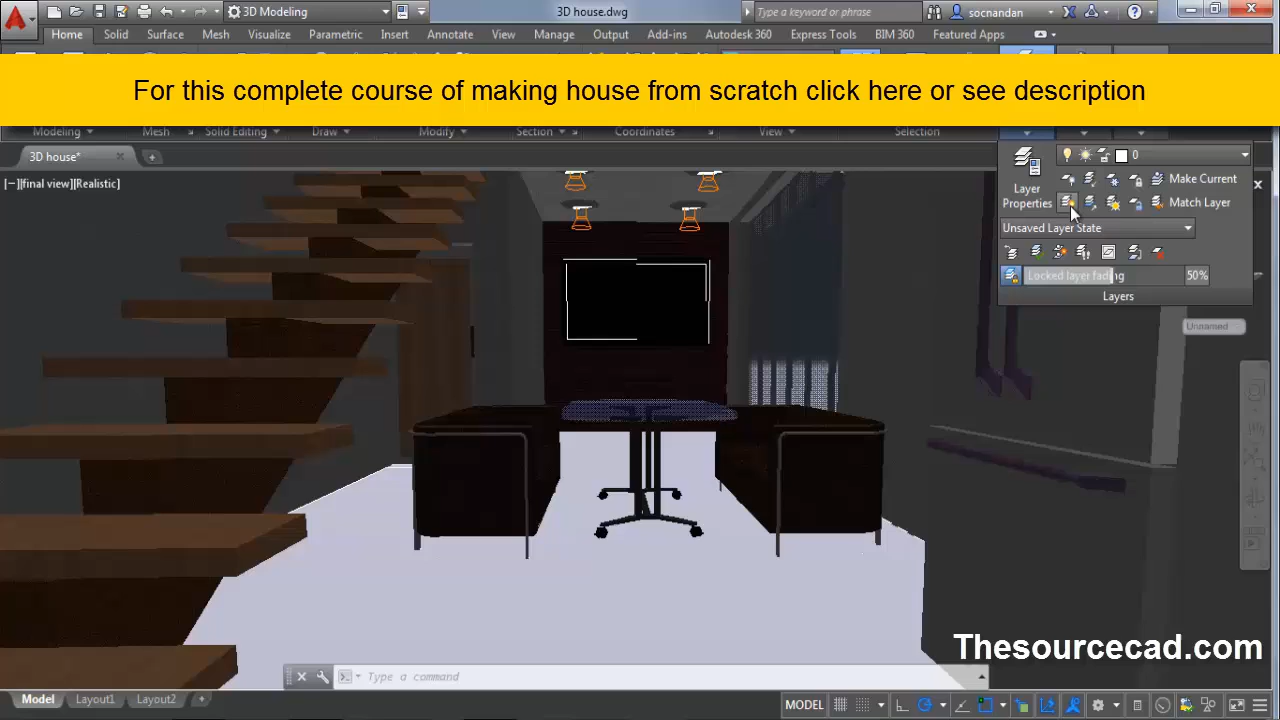 3D Modeling
3D house.dwg
Type a keyword or phrase
socnandan
Home Solid Surface Mesh Visualize Parametric Insert Annotate View Manage Output Add-ins Autodesk 360 Express Tools BIM 360 Featured Apps
For this complete course of making house from scratch click here or see description
Modeling Mesh Solid Editing Draw Modify Section Coordinates View Selection
3D house*
[−][final view][Realistic]
0
Layer
Properties
Make Current
Match Layer
Unsaved Layer State
Locked layer fading 50%
Layers
Unnamed
Thesourcecad.com
Type a command
Model Layout1 Layout2 +
MODEL